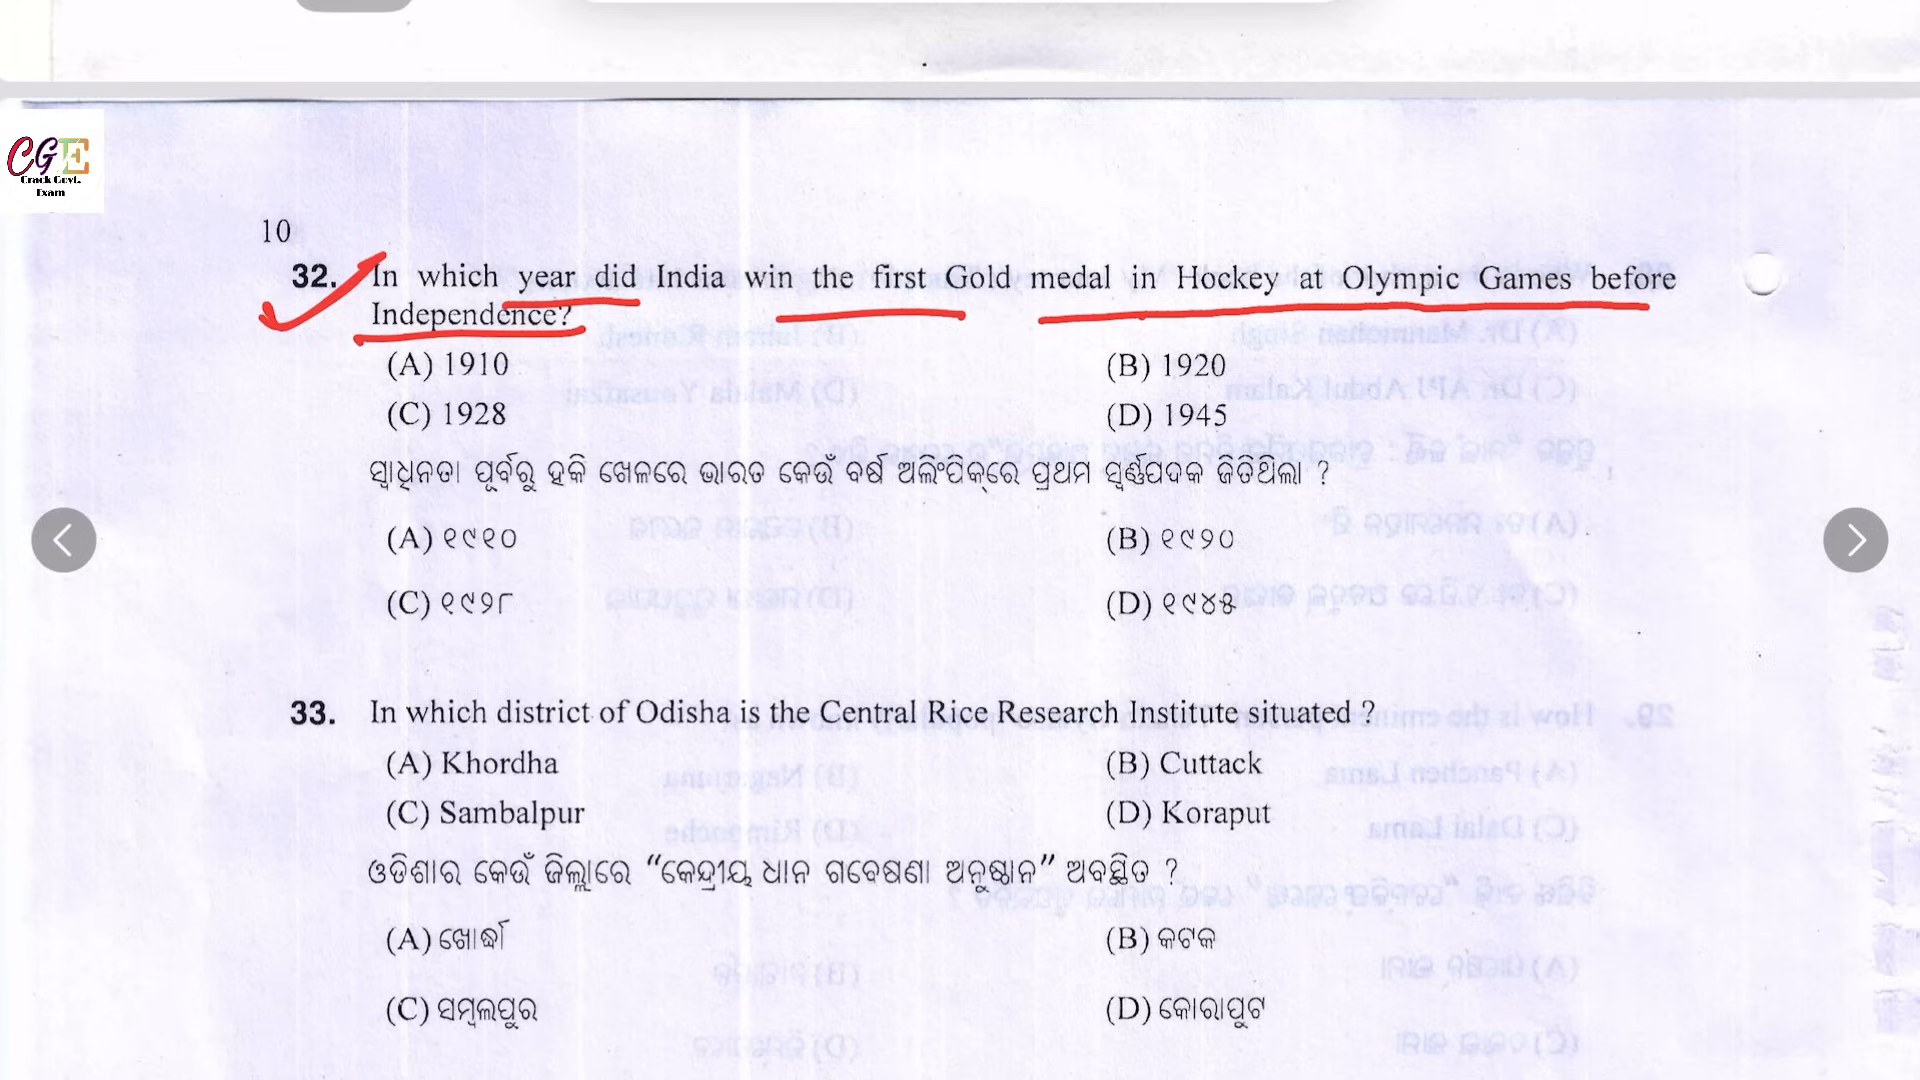 CGE
Crack Govt.
Exam
10
32. In which year did India win the first Gold medal in Hockey at Olympic Games before
Independence?
(A) 1910 (B) 1920
(C) 1928 (D) 1945
ସ୍ୱାଧିନତା ପୂର୍ବରୁ ହକି ଖେଳରେ ଭାରତ କେଉଁ ବର୍ଷ ଅଲିଂପିକ୍‌ରେ ପ୍ରଥମ ସ୍ୱର୍ଣ୍ଣପଦକ ଜିତିଥିଲା ?
(A) ୧୯୧୦ (B) ୧୯୨୦
(C) ୧୯୨୮ (D) ୧୯୪୫
33. In which district of Odisha is the Central Rice Research Institute situated ?
(A) Khordha (B) Cuttack
(C) Sambalpur (D) Koraput
ଓଡିଶାର କେଉଁ ଜିଲ୍ଲାରେ “କେନ୍ଦ୍ରୀୟ ଧାନ ଗବେଷଣା ଅନୁଷ୍ଠାନ” ଅବସ୍ଥିତ ?
(A) ଖୋର୍ଦ୍ଧା (B) କଟକ
(C) ସମ୍ବଲପୁର (D) କୋରାପୁଟ